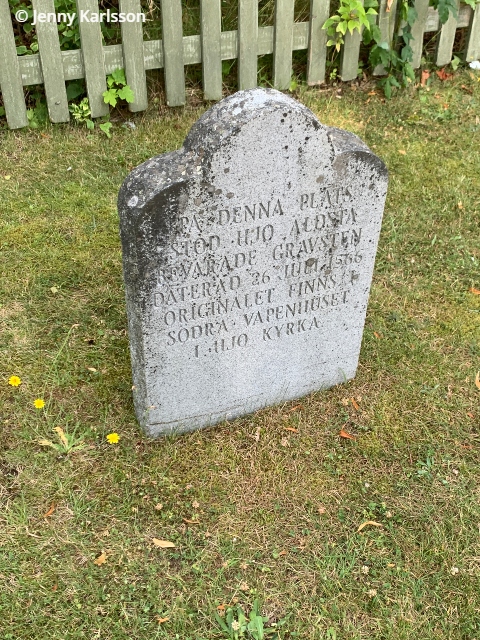 © Jenny Karlsson
PÅ DENNA PLATS
STOD HJO ÄLDSTA
BEVARADE GRAVSTEN
DATERAD 26 JULI 1566
ORIGINALET FINNS I
SÖDRA VAPENHUSET
I HJO KYRKA